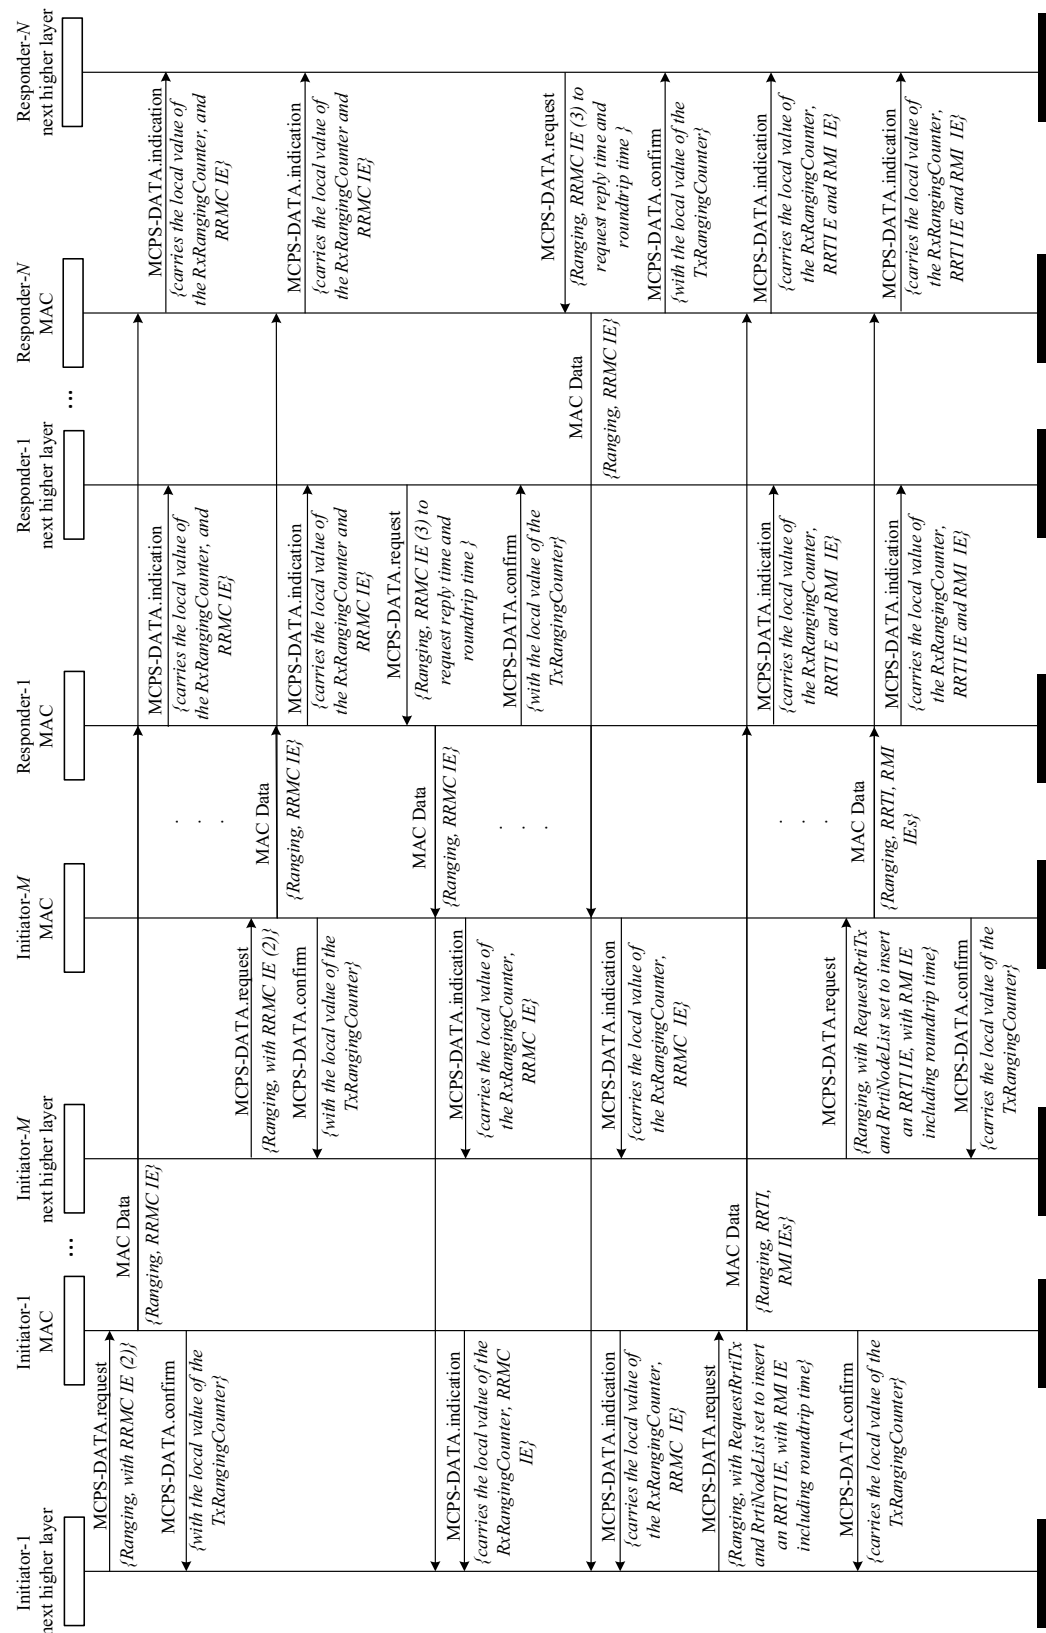 Initiator-1
next higher layer
Initiator-1
MAC
...
Initiator-M
next higher layer
Initiator-M
MAC
Responder-1
MAC
Responder-1
next higher layer
...
Responder-N
MAC
Responder-N
next higher layer
MCPS-DATA.request
{Ranging, with RRMC IE (2)}
MAC Data
{Ranging, RRMC IE}
MCPS-DATA.confirm
{with the local value of the
TxRangingCounter}
MCPS-DATA.indication
{carries the local value of
the RxRangingCounter, and
RRMC IE}
MCPS-DATA.indication
{carries the local value of
the RxRangingCounter, and
RRMC IE}
. . .
MCPS-DATA.request
{Ranging, with RRMC IE (2)}
MAC Data
{Ranging, RRMC IE}
MCPS-DATA.confirm
{with the local value of the
TxRangingCounter}
MCPS-DATA.indication
{carries the local value of
the RxRangingCounter and
RRMC IE}
MCPS-DATA.indication
{carries the local value of
the RxRangingCounter and
RRMC IE}
MCPS-DATA.request
{Ranging, RRMC IE (3) to
request reply time and
roundtrip time }
MAC Data
{Ranging, RRMC IE}
MCPS-DATA.indication
{carries the local value of the
RxRangingCounter, RRMC
IE}
MCPS-DATA.indication
{carries the local value of
the RxRangingCounter,
RRMC IE}
. . .
MCPS-DATA.confirm
{with the local value of the
TxRangingCounter}
MCPS-DATA.request
{Ranging, RRMC IE (3) to
request reply time and
roundtrip time }
MAC Data
{Ranging, RRMC IE}
MCPS-DATA.indication
{carries the local value of
the RxRangingCounter,
RRMC IE}
MCPS-DATA.indication
{carries the local value of
the RxRangingCounter,
RRMC IE}
MCPS-DATA.confirm
{with the local value of the
TxRangingCounter}
MCPS-DATA.request
{Ranging, with RequestRrtiTx
and RrtiNodeList set to insert
an RRTI IE, with RMI IE
including roundtrip time}
MAC Data
{Ranging, RRTI,
RMI IEs}
MCPS-DATA.indication
{carries the local value of
the RxRangingCounter,
RRTI IE and RMI IE}
MCPS-DATA.indication
{carries the local value of
the RxRangingCounter,
RRTI IE and RMI IE}
. . .
MCPS-DATA.confirm
{carries the local value of the
TxRangingCounter}
MCPS-DATA.request
{Ranging, with RequestRrtiTx
and RrtiNodeList set to insert
an RRTI IE, with RMI IE
including roundtrip time}
MAC Data
{Ranging, RRTI, RMI
IEs}
MCPS-DATA.indication
{carries the local value of
the RxRangingCounter,
RRTI IE and RMI IE}
MCPS-DATA.indication
{carries the local value of
the RxRangingCounter,
RRTI IE and RMI IE}
MCPS-DATA.confirm
{carries the local value of the
TxRangingCounter}